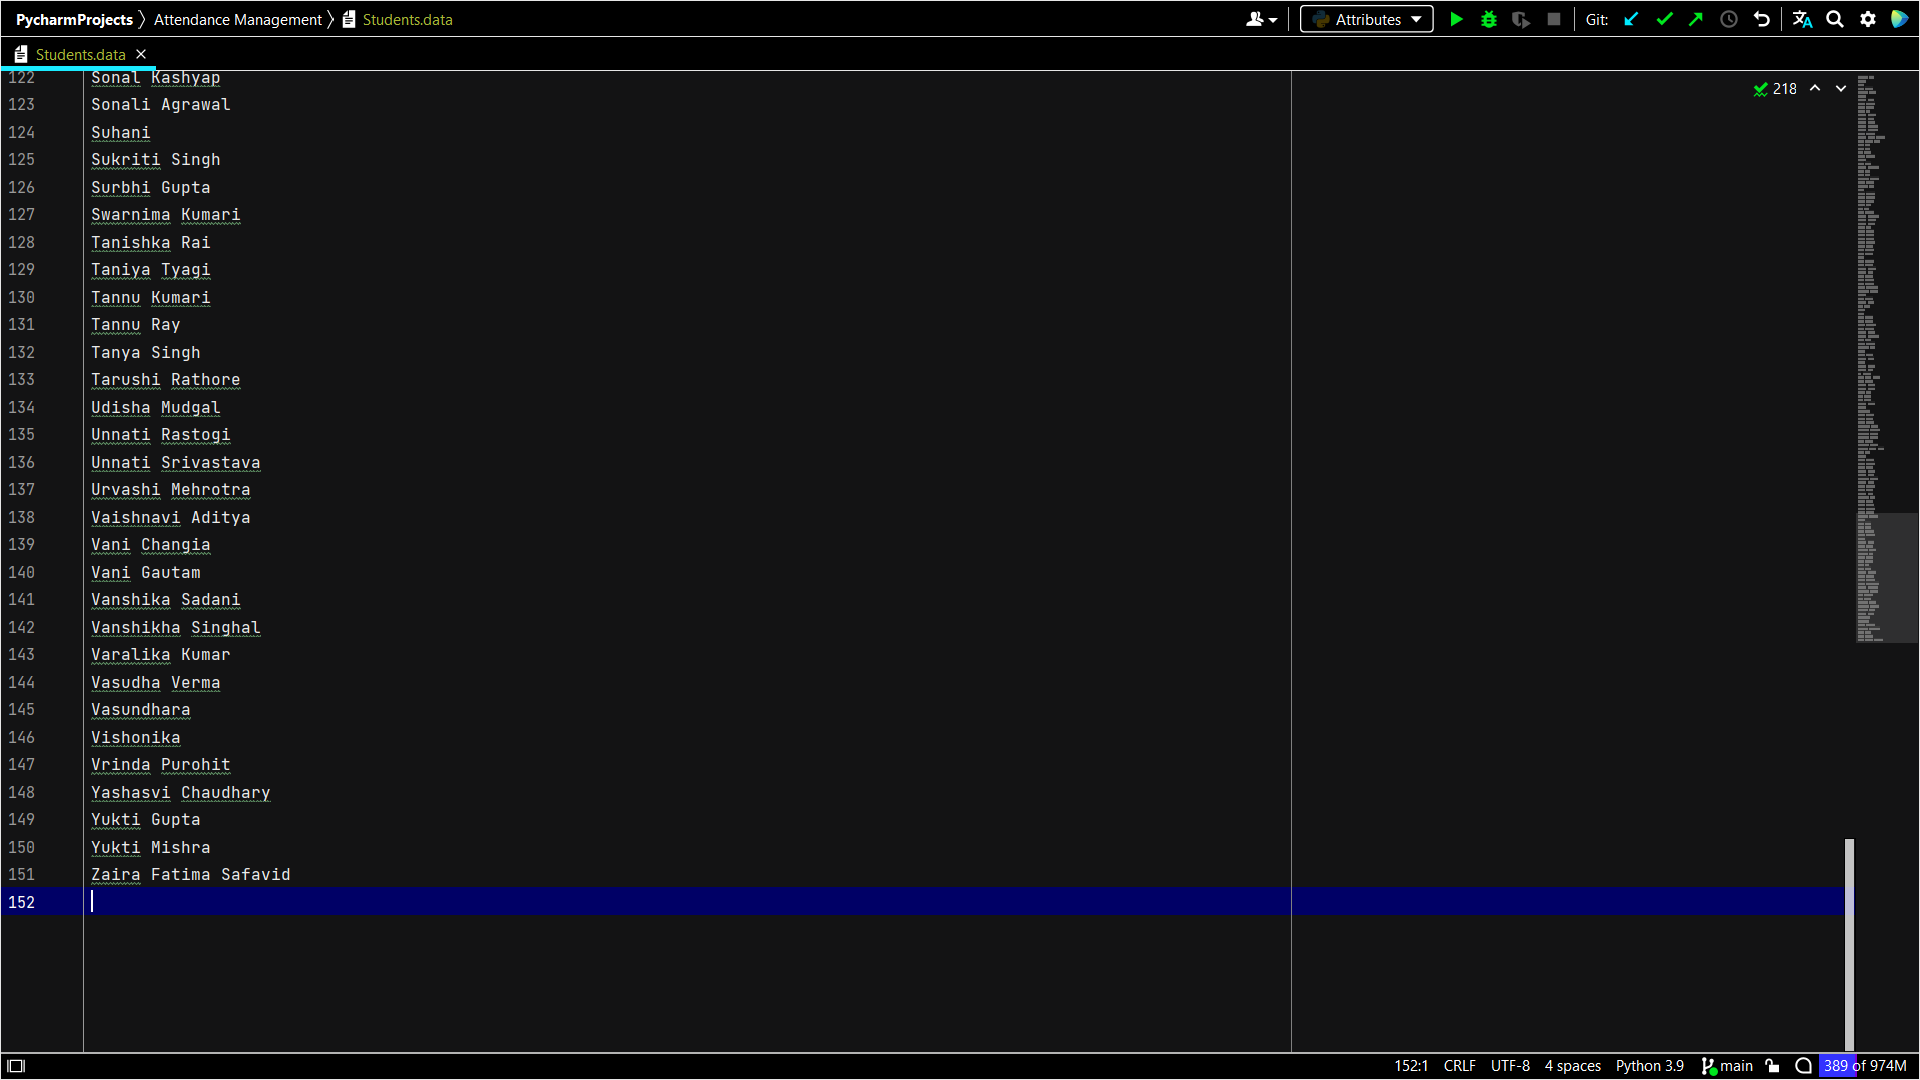 PycharmProjects Attendance Management Students.data Attributes Git:
Students.data
122 Sonal Kashyap
218
123 Sonali Agrawal
124 Suhani
125 Sukriti Singh
126 Surbhi Gupta
127 Swarnima Kumari
128 Tanishka Rai
129 Taniya Tyagi
130 Tannu Kumari
131 Tannu Ray
132 Tanya Singh
133 Tarushi Rathore
134 Udisha Mudgal
135 Unnati Rastogi
136 Unnati Srivastava
137 Urvashi Mehrotra
138 Vaishnavi Aditya
139 Vani Changia
140 Vani Gautam
141 Vanshika Sadani
142 Vanshikha Singhal
143 Varalika Kumar
144 Vasudha Verma
145 Vasundhara
146 Vishonika
147 Vrinda Purohit
148 Yashasvi Chaudhary
149 Yukti Gupta
150 Yukti Mishra
151 Zaira Fatima Safavid
152
152:1 CRLF UTF-8 4 spaces Python 3.9 main 389 of 974M